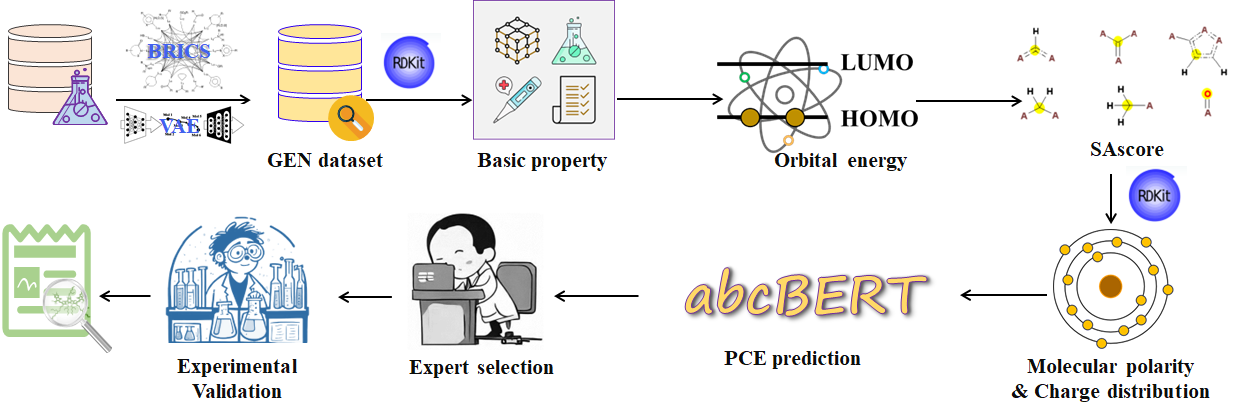 BRICS
VAE
GEN dataset
RDKit
Basic property
LUMO
HOMO
Orbital energy
A
H
A
A
A
A
A
A
A
H
H
H
H
A
A
H
H
A
O
A
SAscore
RDKit
Molecular polarity
& Charge distribution
abcBERT
PCE prediction
Expert selection
Experimental
Validation